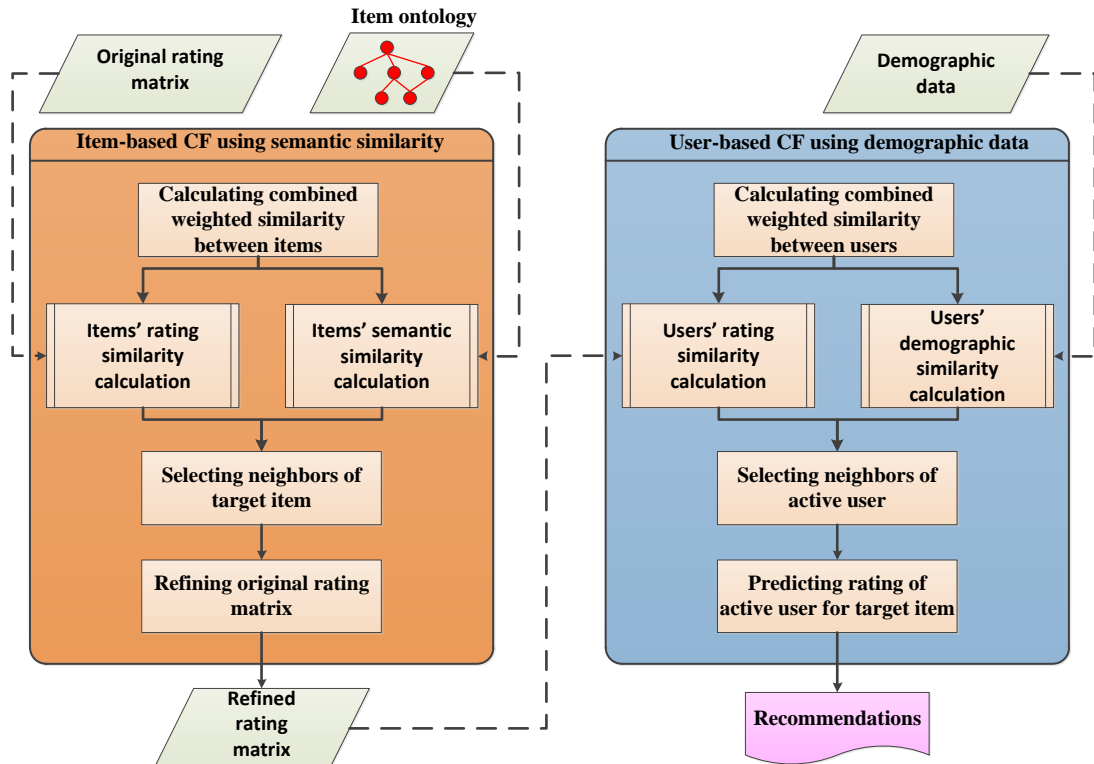 Item ontology
Original rating
matrix
Demographic
data
Item-based CF using semantic similarity
Calculating combined
weighted similarity
between items
Items' rating
similarity
calculation
Items' semantic
similarity
calculation
Selecting neighbors of
target item
Refining original rating
matrix
Refined
rating
matrix
User-based CF using demographic data
Calculating combined
weighted similarity
between users
Users' rating
similarity
calculation
Users'
demographic
similarity
calculation
Selecting neighbors of
active user
Predicting rating of
active user for target item
Recommendations